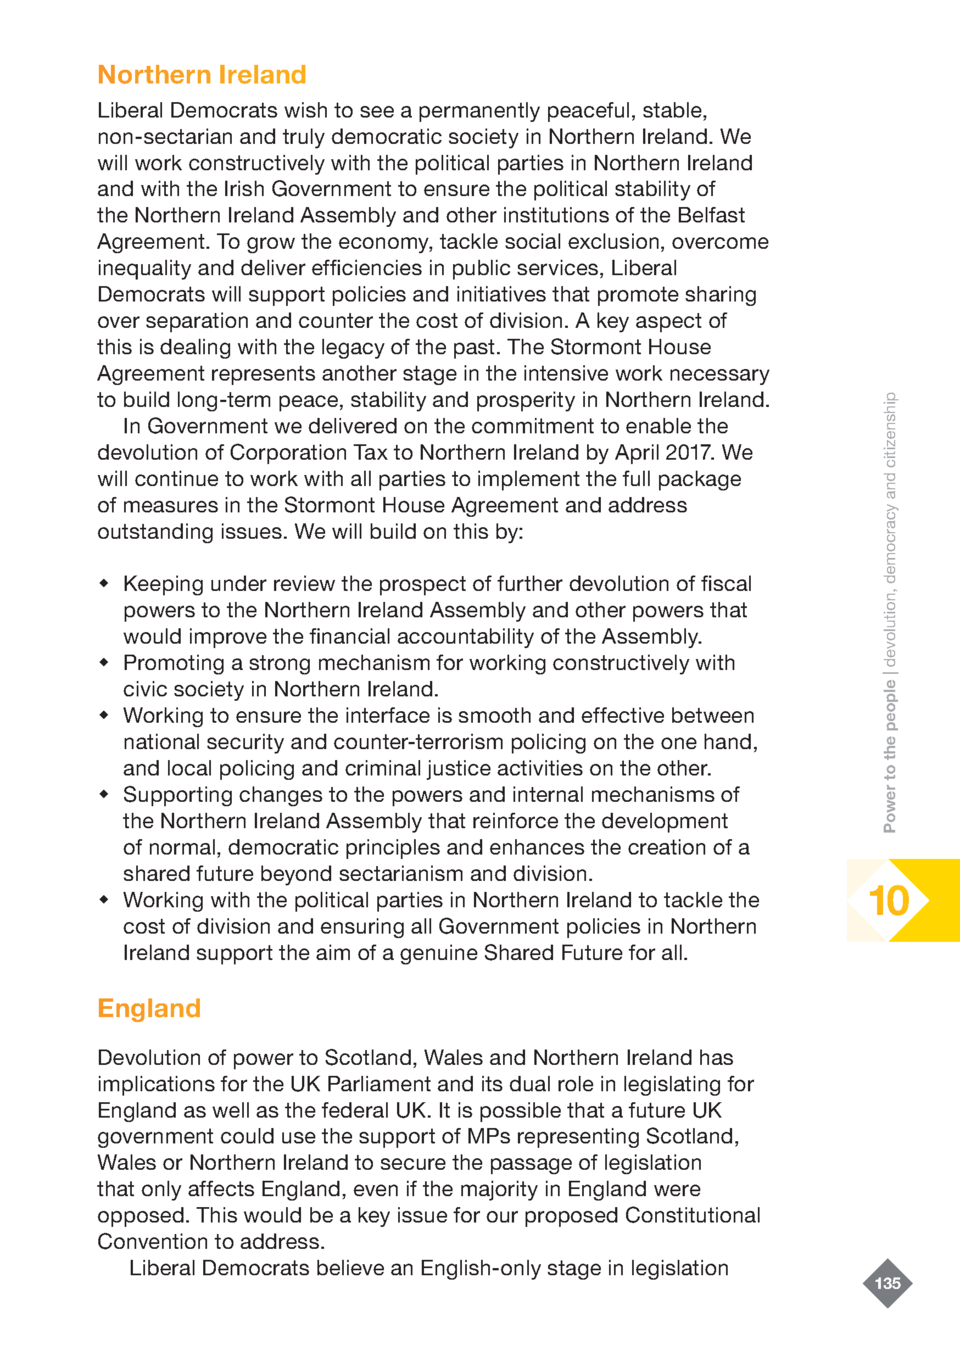 Northern Ireland
Liberal Democrats wish to see a permanently peaceful, stable,
non-sectarian and truly democratic society in Northern Ireland. We
will work constructively with the political parties in Northern Ireland
and with the Irish Government to ensure the political stability of
the Northern Ireland Assembly and other institutions of the Belfast
Agreement. To grow the economy, tackle social exclusion, overcome
inequality and deliver efficiencies in public services, Liberal
Democrats will support policies and initiatives that promote sharing
over separation and counter the cost of division. A key aspect of
this is dealing with the legacy of the past. The Stormont House
Agreement represents another stage in the intensive work necessary
to build long-term peace, stability and prosperity in Northern Ireland.
In Government we delivered on the commitment to enable the
devolution of Corporation Tax to Northern Ireland by April 2017. We
will continue to work with all parties to implement the full package
of measures in the Stormont House Agreement and address
outstanding issues. We will build on this by:
◆ Keeping under review the prospect of further devolution of fiscal
powers to the Northern Ireland Assembly and other powers that
would improve the financial accountability of the Assembly.
◆ Promoting a strong mechanism for working constructively with
civic society in Northern Ireland.
◆ Working to ensure the interface is smooth and effective between
national security and counter-terrorism policing on the one hand,
and local policing and criminal justice activities on the other.
◆ Supporting changes to the powers and internal mechanisms of
the Northern Ireland Assembly that reinforce the development
of normal, democratic principles and enhances the creation of a
shared future beyond sectarianism and division.
◆ Working with the political parties in Northern Ireland to tackle the
cost of division and ensuring all Government policies in Northern
Ireland support the aim of a genuine Shared Future for all.
England
Devolution of power to Scotland, Wales and Northern Ireland has
implications for the UK Parliament and its dual role in legislating for
England as well as the federal UK. It is possible that a future UK
government could use the support of MPs representing Scotland,
Wales or Northern Ireland to secure the passage of legislation
that only affects England, even if the majority in England were
opposed. This would be a key issue for our proposed Constitutional
Convention to address.
Liberal Democrats believe an English-only stage in legislation
Power to the people | devolution, democracy and citizenship
10
135